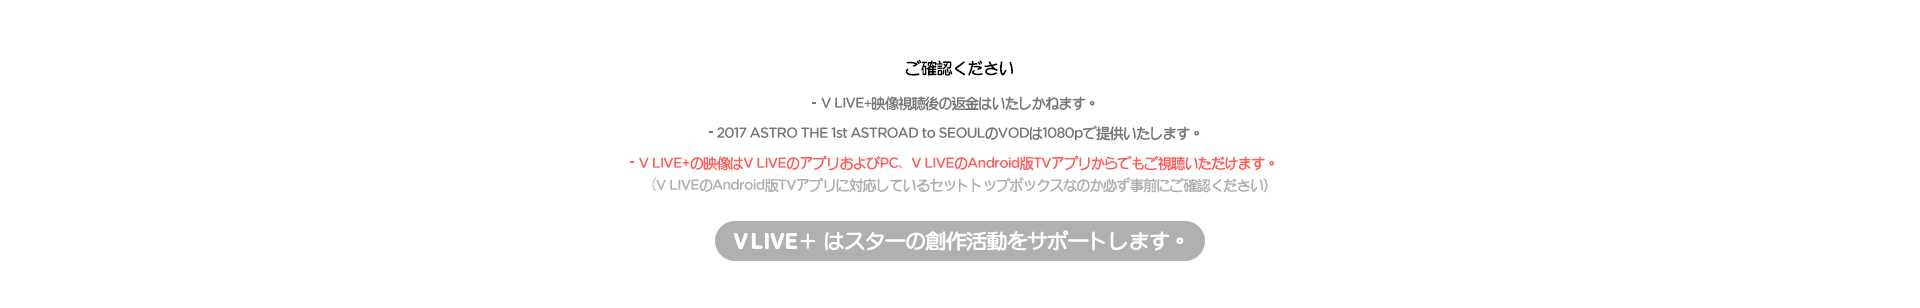 ご確認ください
- V LIVE+映像視聴後の返金はいたしかねます。
- 2017 ASTRO THE 1st ASTROAD to SEOULのVODは1080pで提供いたします。
- V LIVE+の映像はV LIVEのアプリおよびPC、V LIVEのAndroid版TVアプリからでもご視聴いただけます。
（V LIVEのAndroid版TVアプリに対応しているセットトップボックスなのか必ず事前にご確認ください)
V LIVE＋ はスターの創作活動をサポートします。